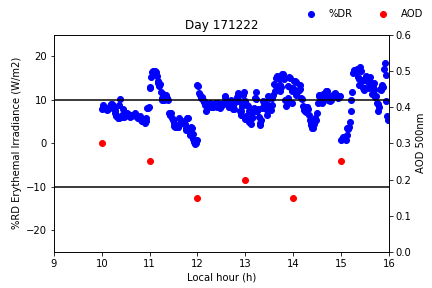 %DR AOD
Day 171222
%RD Erythermal Irradiance (W/m2)
20
10
0
−10
−20
0.6
0.5
0.4
0.3
0.2
0.1
0.0
AOD 500nm
9 10 11 12 13 14 15 16
Local hour (h)